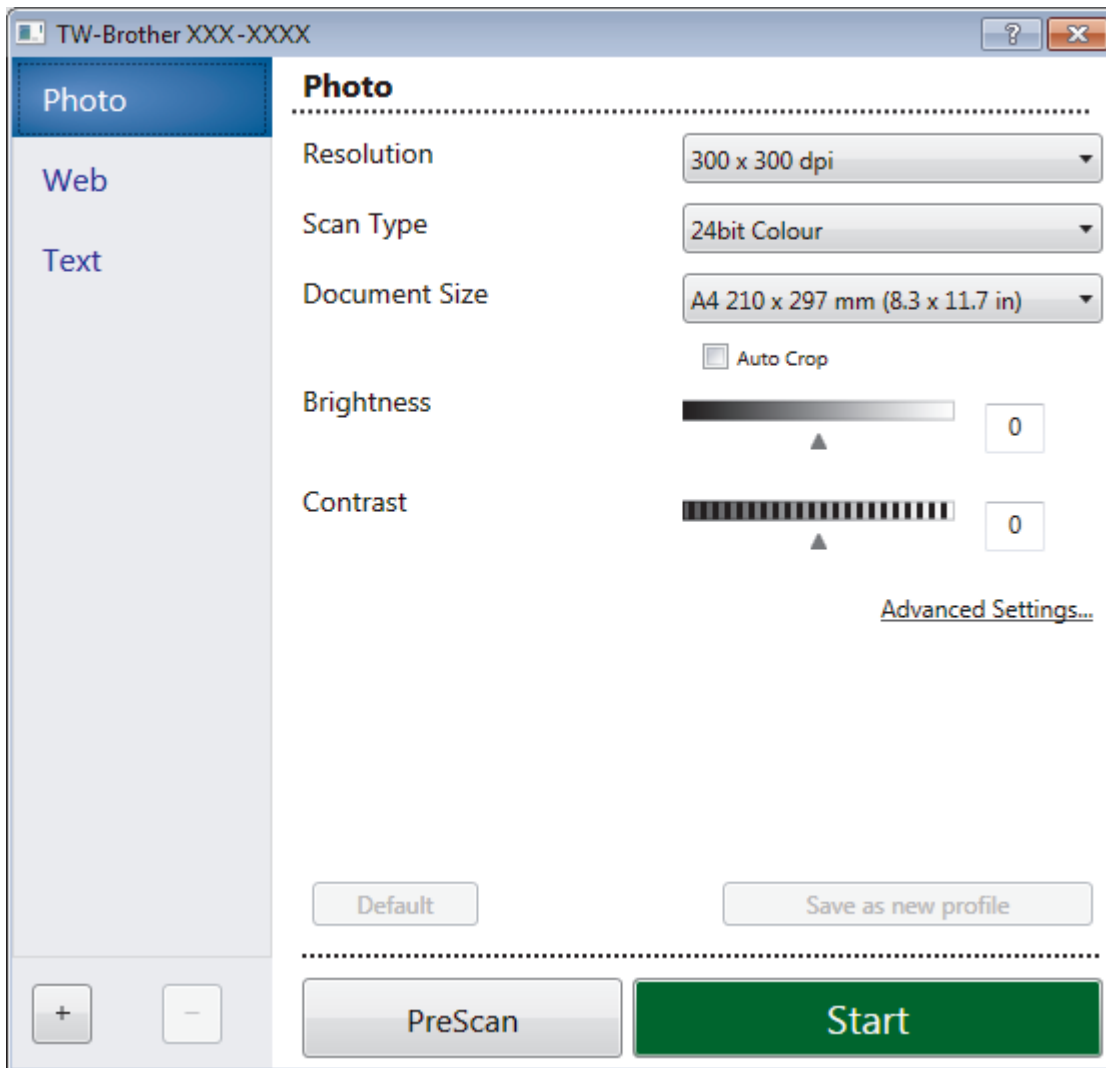 TW-Brother XXX-XXXX
Photo
Web
Text
Photo
Resolution
300 x 300 dpi
Scan Type
24bit Colour
Document Size
A4 210 x 297 mm (8.3 x 11.7 in)
Auto Crop
Brightness
0
Contrast
0
Advanced Settings...
Default
Save as new profile
+
−
PreScan
Start